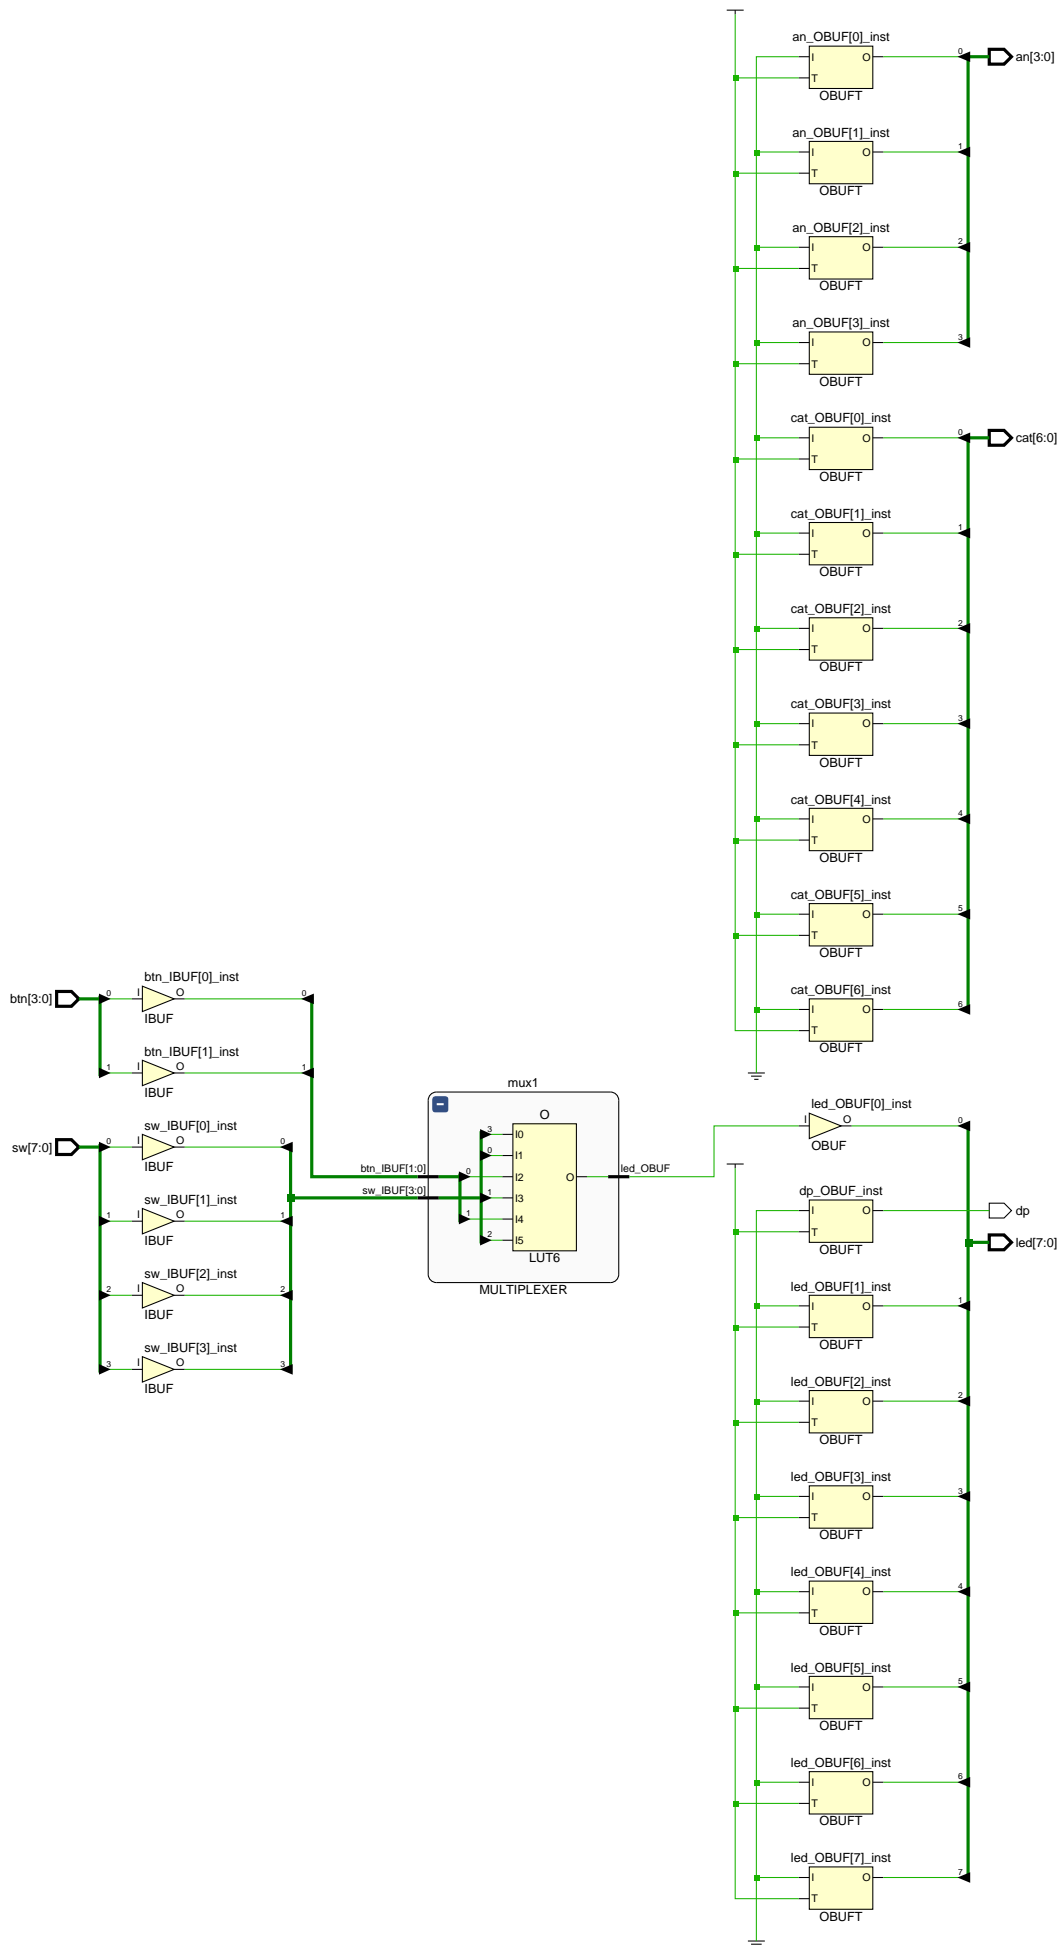 an_OBUF[0]_inst
I O 0 an[3:0]
T
OBUFT
an_OBUF[1]_inst
I O 1
T
OBUFT
an_OBUF[2]_inst
I O 2
T
OBUFT
an_OBUF[3]_inst
I O 3
T
OBUFT
cat_OBUF[0]_inst
I O 0 cat[6:0]
T
OBUFT
cat_OBUF[1]_inst
I O 1
T
OBUFT
cat_OBUF[2]_inst
I O 2
T
OBUFT
cat_OBUF[3]_inst
I O 3
T
OBUFT
cat_OBUF[4]_inst
I O 4
T
OBUFT
cat_OBUF[5]_inst
I O 5
T
OBUFT
cat_OBUF[6]_inst
I O 6
T
OBUFT
btn_IBUF[0]_inst
btn[3:0] 0 I O 0
IBUF
btn_IBUF[1]_inst
1 I O 1
IBUF
sw_IBUF[0]_inst
sw[7:0] 0 I O 0
IBUF
sw_IBUF[1]_inst
1 I O 1
IBUF
sw_IBUF[2]_inst
2 I O 2
IBUF
sw_IBUF[3]_inst
3 I O 3
IBUF
mux1
O
3 I0
0 I1
btn_IBUF[1:0] 0 I2 O led_OBUF
sw_IBUF[3:0] 1 I3
1 I4
2 I5
LUT6
MULTIPLEXER
led_OBUF[0]_inst
I O 0
OBUF
dp_OBUF_inst
I O dp
T
OBUFT
led[7:0]
led_OBUF[1]_inst
I O 1
T
OBUFT
led_OBUF[2]_inst
I O 2
T
OBUFT
led_OBUF[3]_inst
I O 3
T
OBUFT
led_OBUF[4]_inst
I O 4
T
OBUFT
led_OBUF[5]_inst
I O 5
T
OBUFT
led_OBUF[6]_inst
I O 6
T
OBUFT
led_OBUF[7]_inst
I O 7
T
OBUFT